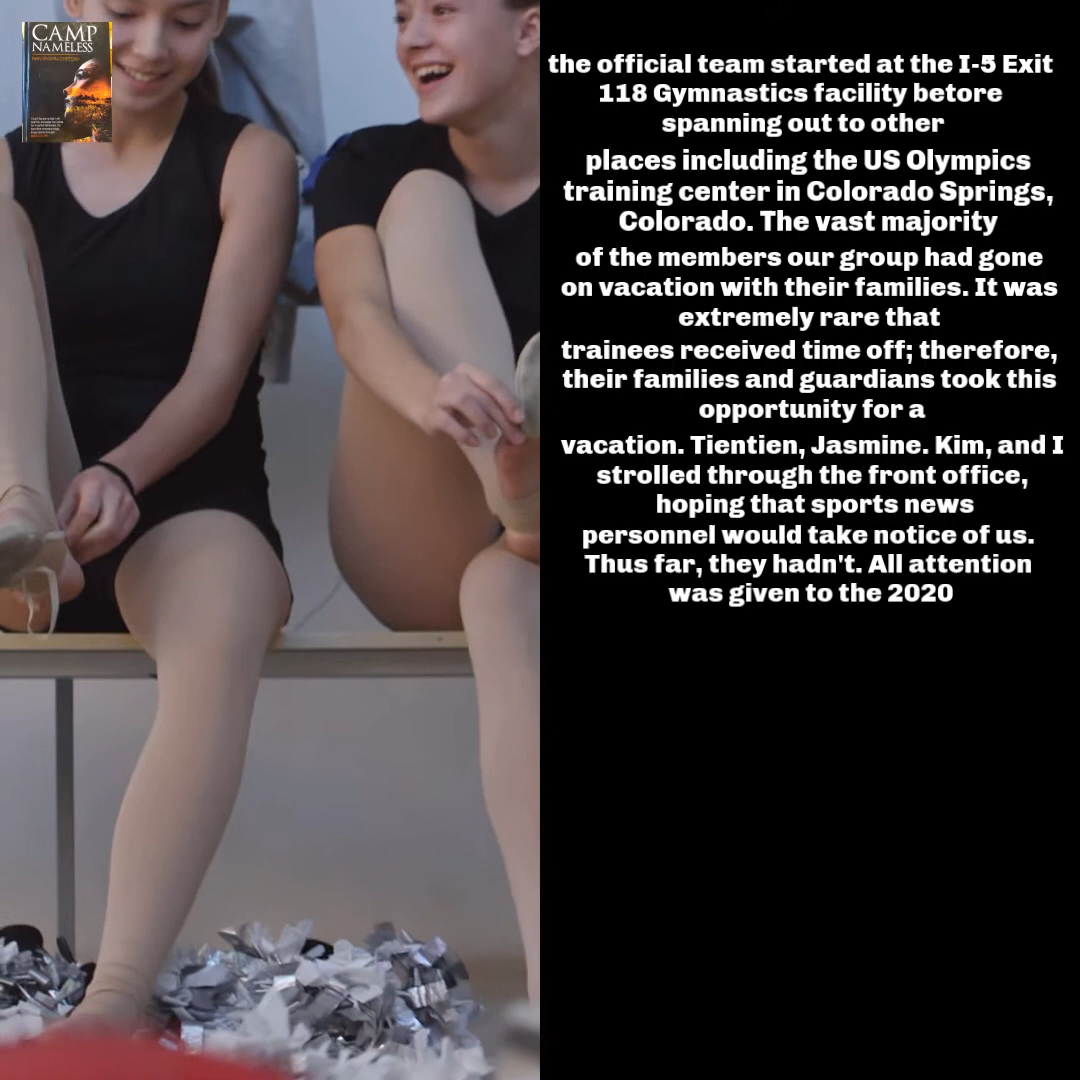 CAMP
NAMELESS
the official team started at the I-5 Exit
118 Gymnastics facility betore
spanning out to other
places including the US Olympics
training center in Colorado Springs,
Colorado. The vast majority
of the members our group had gone
on vacation with their families. It was
extremely rare that
trainees received time off; therefore,
their families and guardians took this
opportunity for a
vacation. Tientien, Jasmine. Kim, and I
strolled through the front office,
hoping that sports news
personnel would take notice of us.
Thus far, they hadn't. All attention
was given to the 2020